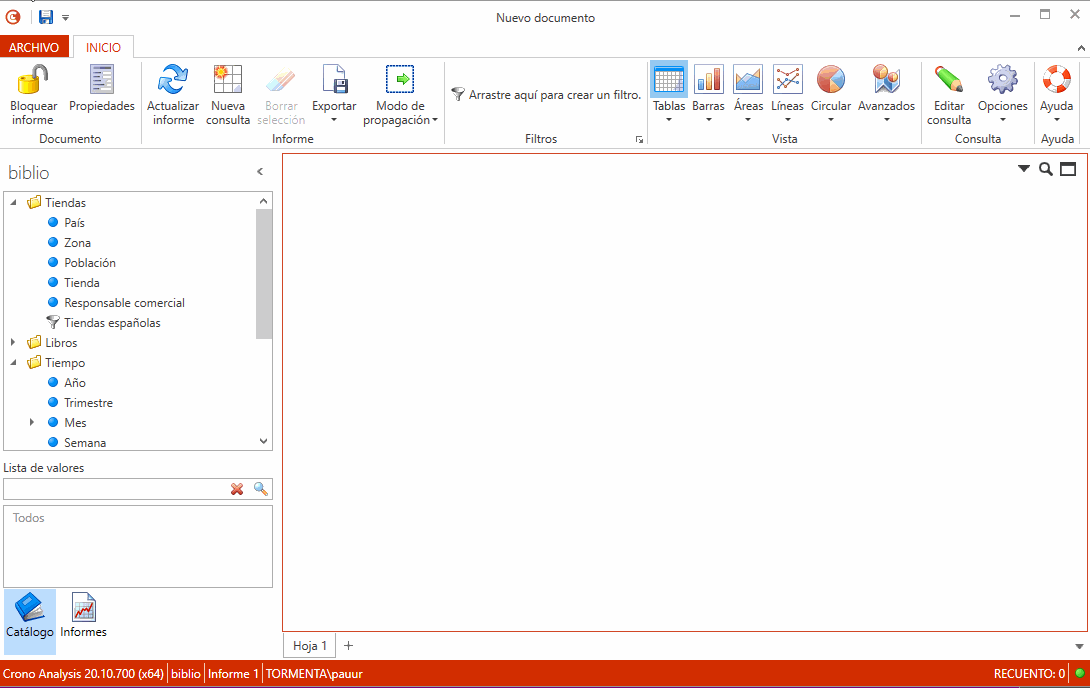 Nuevo documento
ARCHIVO
INICIO
Bloquear informe
Propiedades
Documento
Actualizar informe
Nueva consulta
Borrar selección
Exportar
Modo de propagación
Informe
Arrastre aquí para crear un filtro.
Filtros
Tablas
Barras
Áreas
Líneas
Circular
Avanzados
Vista
Editar consulta
Opciones
Consulta
Ayuda
Ayuda
biblio
Tiendas
País
Zona
Población
Tienda
Responsable comercial
Tiendas españolas
Libros
Tiempo
Año
Trimestre
Mes
Semana
Lista de valores
Todos
Catálogo
Informes
Hoja 1
Crono Analysis 20.10.700 (x64)
biblio
Informe 1
TORMENTA\pauur
RECUENTO: 0